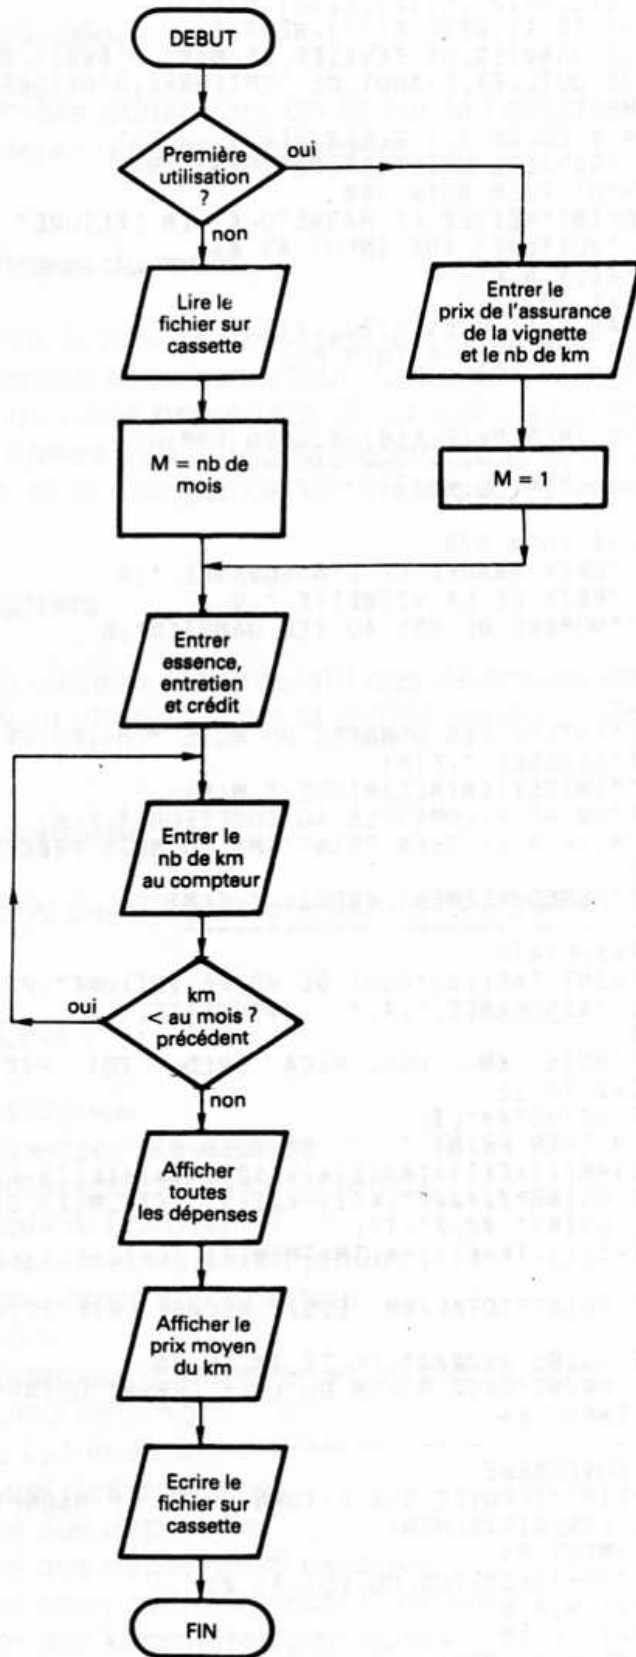 DEBUT
Première
utilisation
?
oui
non
Lire le
fichier sur
cassette
Entrer le
prix de l'assurance
de la vignette
et le nb de km
M = nb de
mois
M = 1
Entrer
essence,
entretien
et crédit
Entrer le
nb de km
au compteur
km
< au mois ?
précédent
oui
non
Afficher
toutes
les dépenses
Afficher le
prix moyen
du km
Ecrire le
fichier sur
cassette
FIN